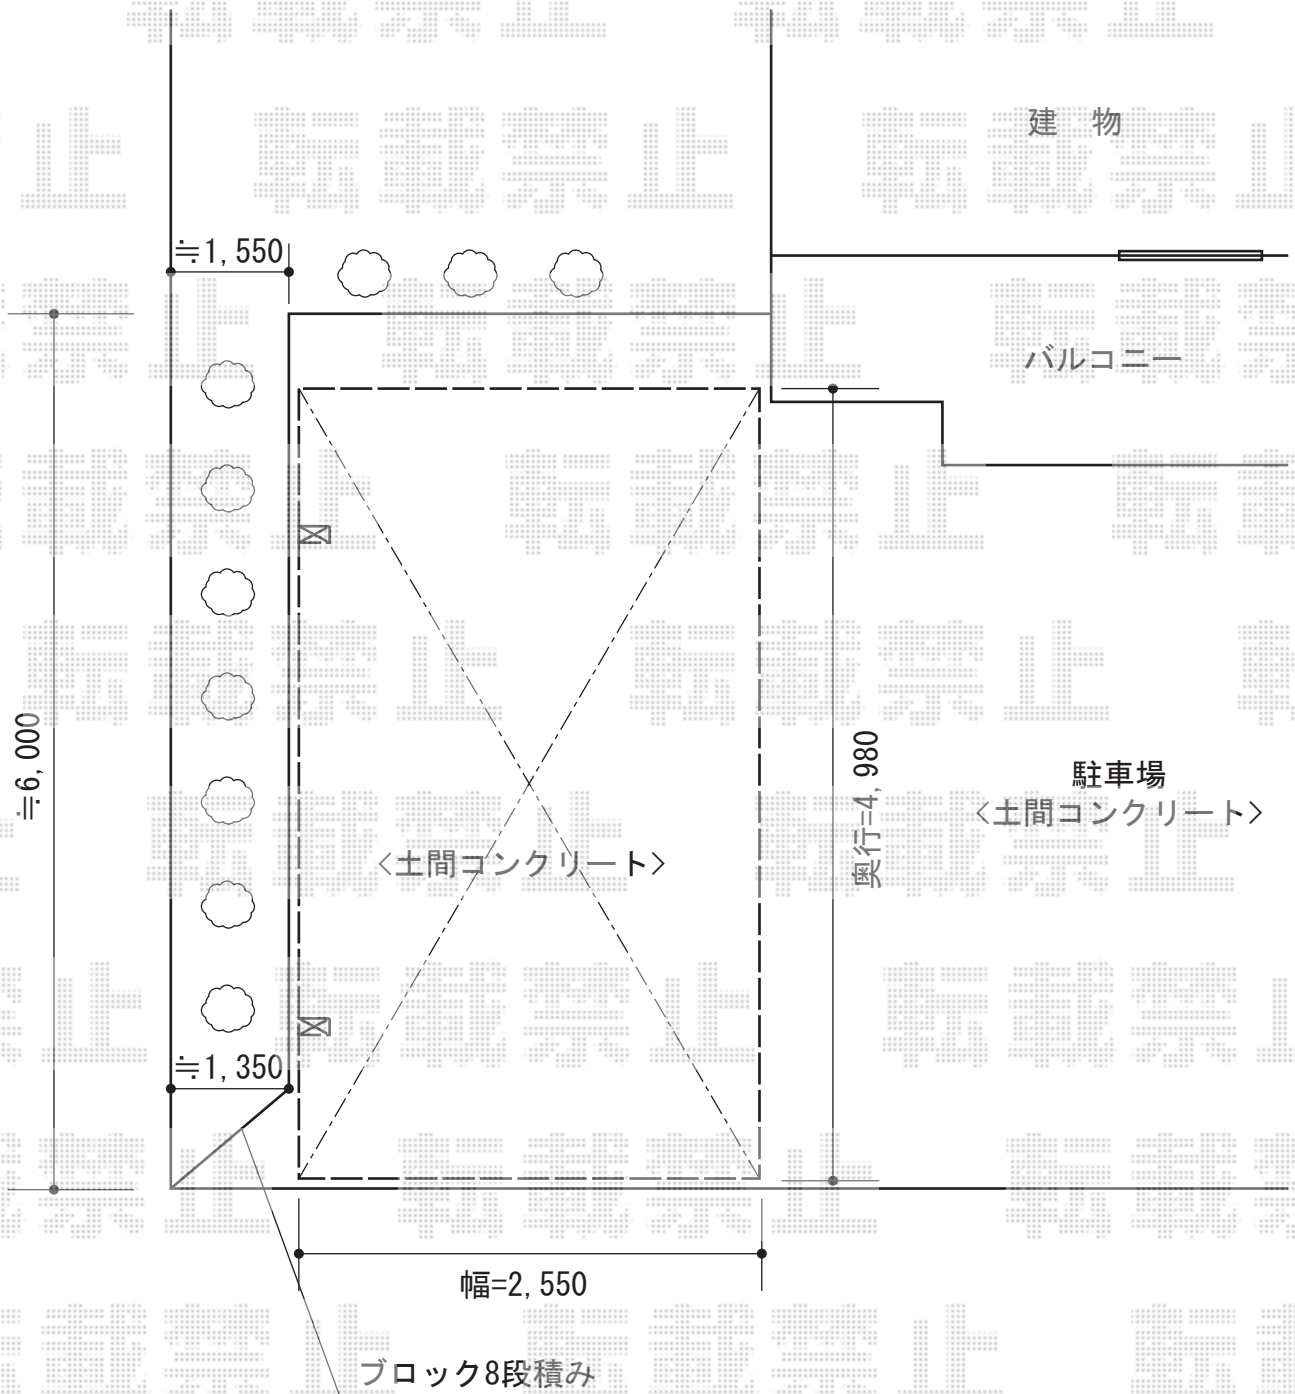 転載禁止
建 物
≒1,550
バルコニー
≒6,000
奥行=4,980
駐車場
<土間コンクリート>
<土間コンクリート>
≒1,350
幅=2,550
ブロック8段積み